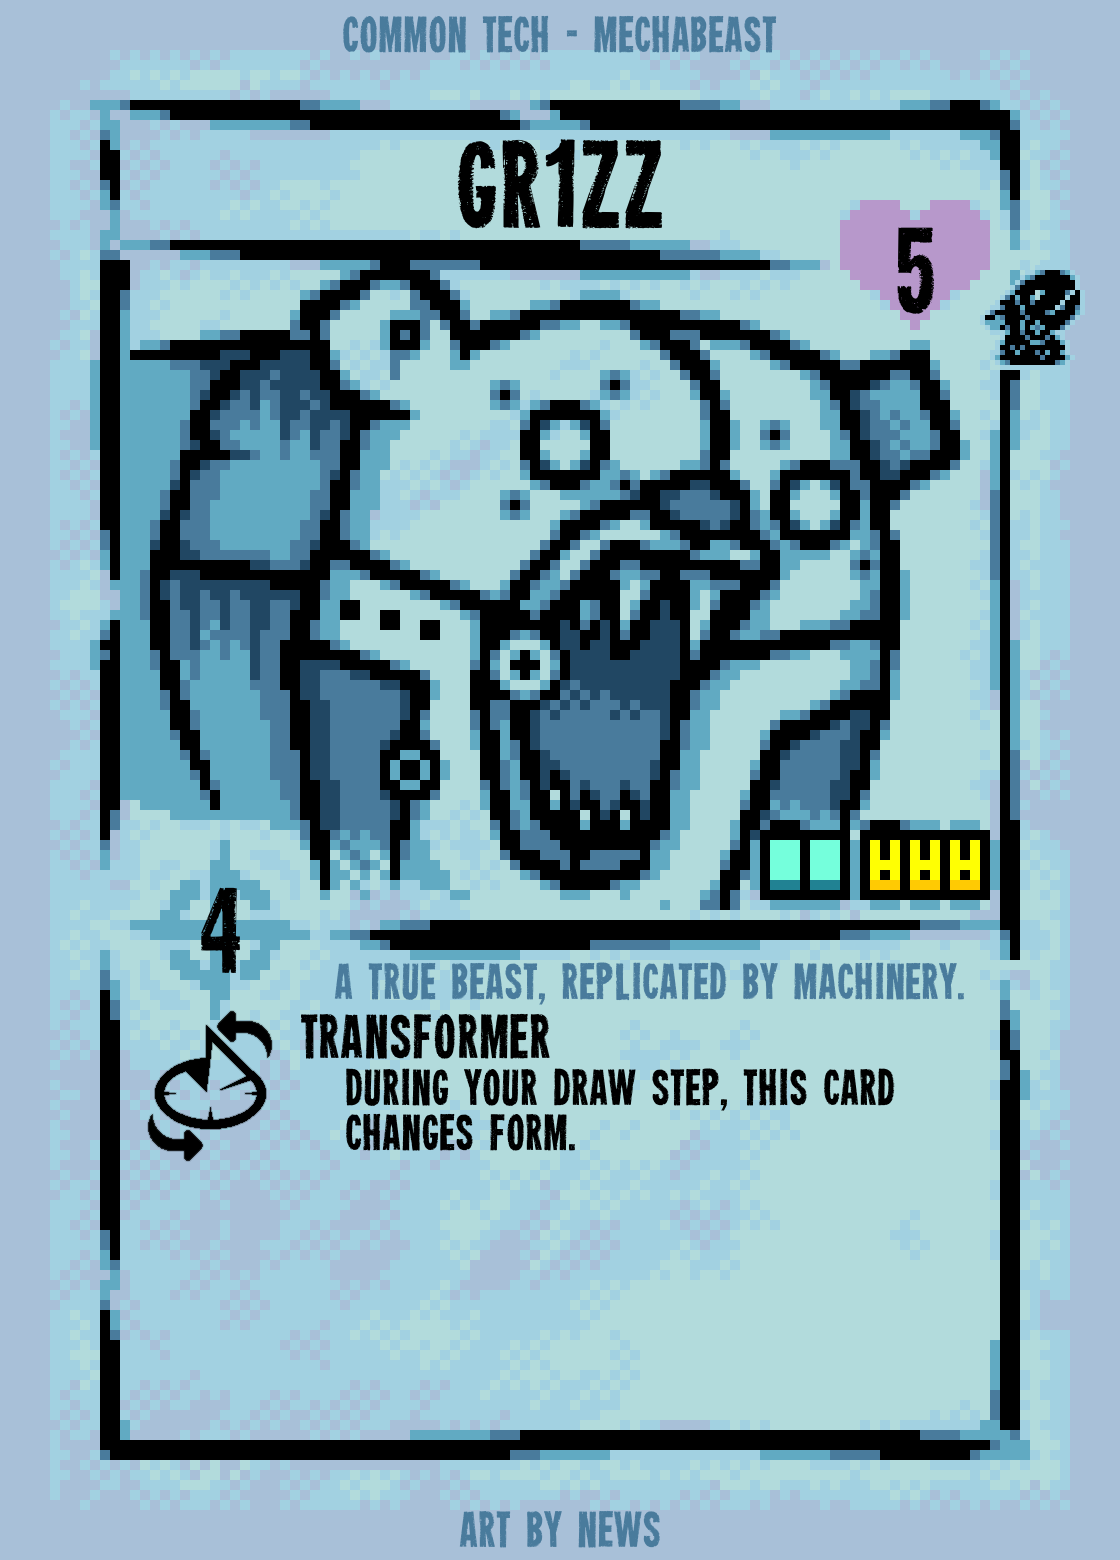 COMMON TECH - MECHABEAST
GR1ZZ
5
4
A TRUE BEAST, REPLICATED BY MACHINERY.
TRANSFORMER
DURING YOUR DRAW STEP, THIS CARD
CHANGES FORM.
ART BY NEWS